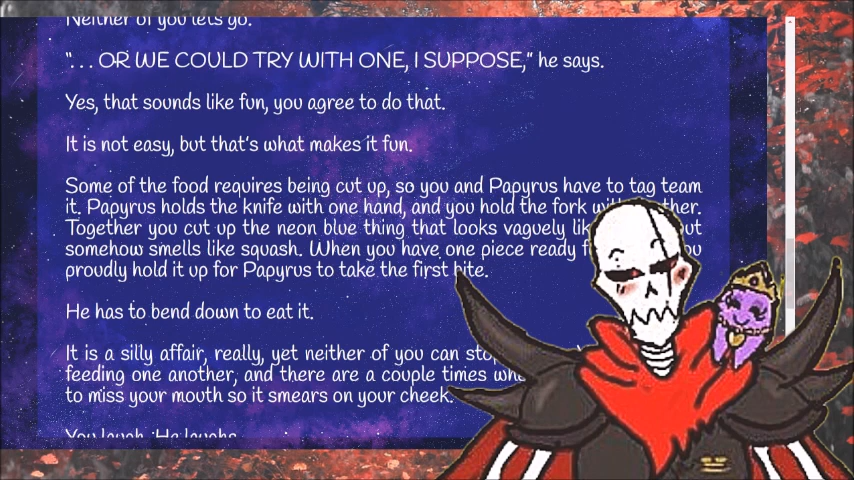 Neither of you lets go.
“. . . OR WE COULD TRY WITH ONE, I SUPPOSE,” he says.
Yes, that sounds like fun, you agree to do that.
It is not easy, but that’s what makes it fun.
Some of the food requires being cut up, so you and Papyrus have to tag team
it. Papyrus holds the knife with one hand, and you hold the fork with
Together you cut up the neon blue thing that looks vaguely
somehow smells like squash. When you have one piece ready
proudly hold it up for Papyrus to take the first bite.
He has to bend down to eat it.
It is a silly affair, really, yet neither of you can
feeding one another, and there are a couple times
to miss your mouth so it smears on your cheek.
You laugh. He laughs.